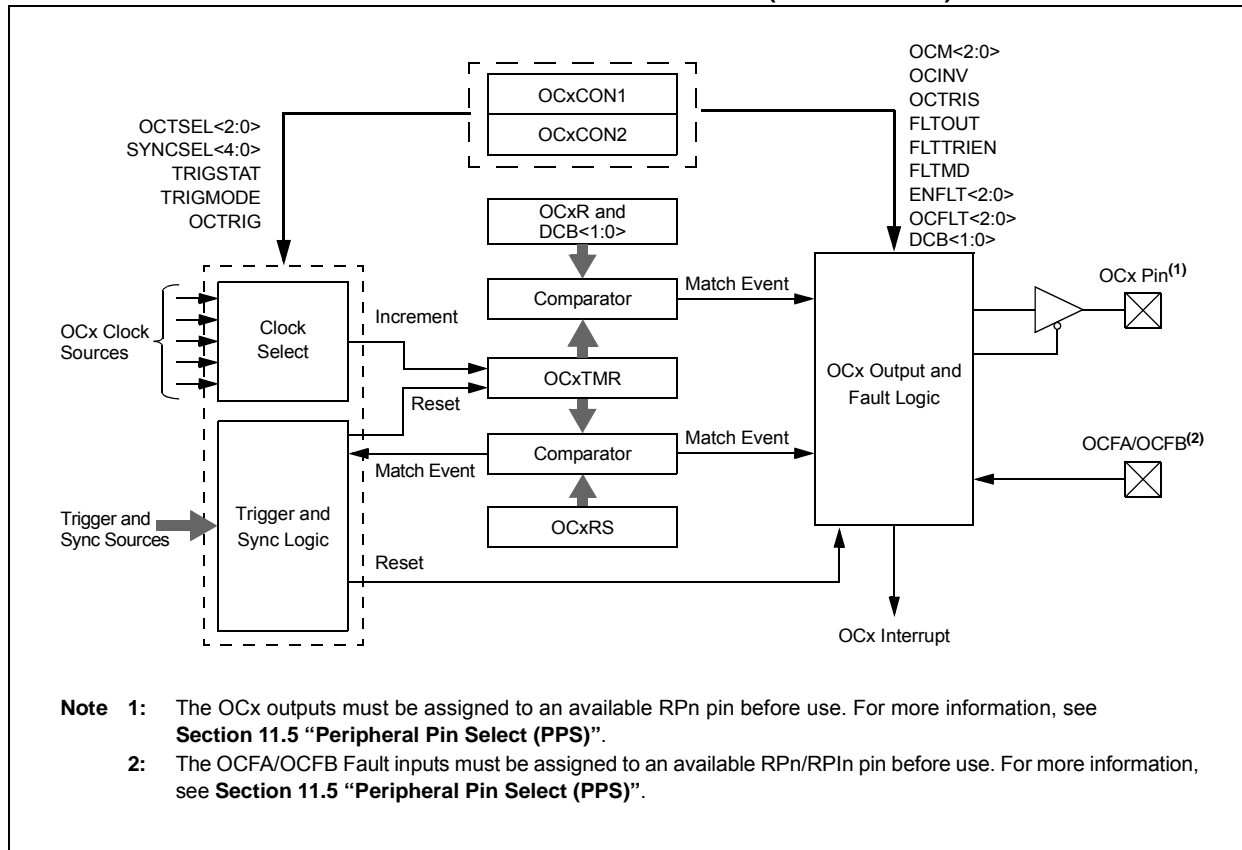 OCxCON1
OCxCON2
OCTSEL<2:0>
SYNCSEL<4:0>
TRIGSTAT
TRIGMODE
OCTRIG
OCM<2:0>
OCINV
OCTRIS
FLTOUT
FLTTRIEN
FLTMD
ENFLT<2:0>
OCFLT<2:0>
DCB<1:0>
OCxR and
DCB<1:0>
Comparator
Match Event
OCx Pin(1)
OCx Clock
Sources
Clock
Select
Increment
OCxTMR
Reset
OCx Output and
Fault Logic
Comparator
Match Event
Match Event
OCFA/OCFB(2)
Trigger and
Sync Sources
Trigger and
Sync Logic
OCxRS
Reset
OCx Interrupt
Note 1: The OCx outputs must be assigned to an available RPn pin before use. For more information, see
Section 11.5 “Peripheral Pin Select (PPS)”.
2: The OCFA/OCFB Fault inputs must be assigned to an available RPn/RPIn pin before use. For more information,
see Section 11.5 “Peripheral Pin Select (PPS)”.